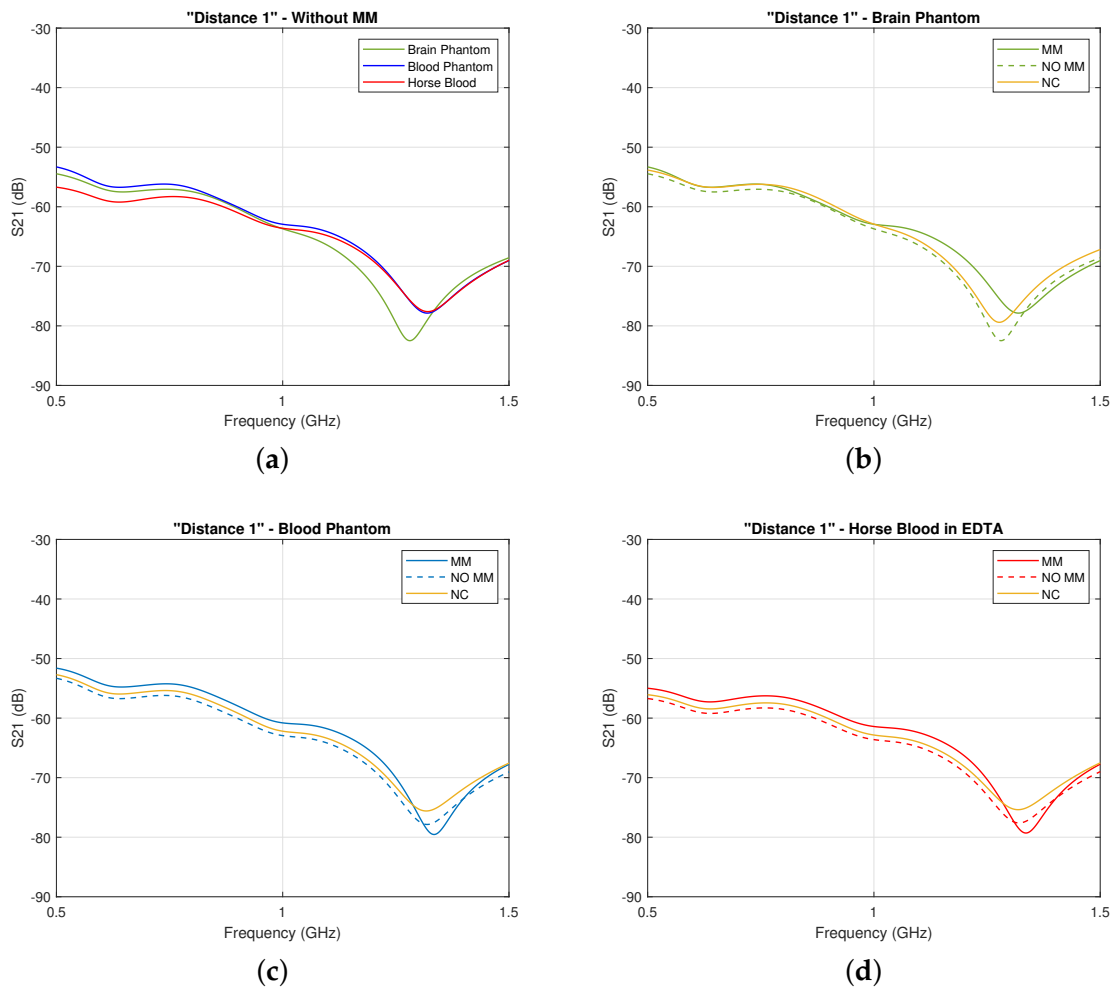 "Distance 1" - Without MM
-30
-40
-50
-60
-70
-80
-90
S21 (dB)
0.5
1
1.5
Frequency (GHz)
Brain Phantom
Blood Phantom
Horse Blood
(a)
"Distance 1" - Brain Phantom
-30
-40
-50
-60
-70
-80
-90
S21 (dB)
0.5
1
1.5
Frequency (GHz)
MM
NO MM
NC
(b)
"Distance 1" - Blood Phantom
-30
-40
-50
-60
-70
-80
-90
S21 (dB)
0.5
1
1.5
Frequency (GHz)
MM
NO MM
NC
(c)
"Distance 1" - Horse Blood in EDTA
-30
-40
-50
-60
-70
-80
-90
S21 (dB)
0.5
1
1.5
Frequency (GHz)
MM
NO MM
NC
(d)